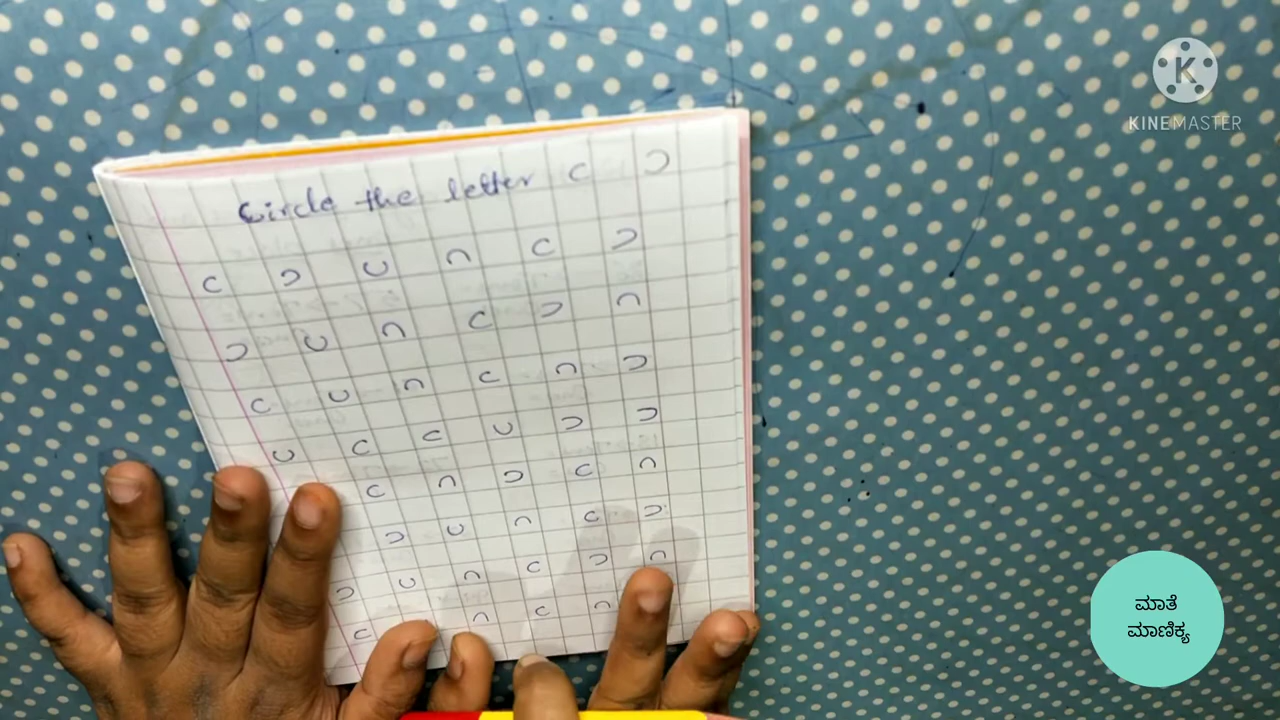 Circle the letter ⊂ ⊃
⊂ ⊃ ∪ ∩ ⊂ ⊃
⊃ ∪ ∩ ⊂ ⊃ ∩
⊂ ∪ ∩ ⊂ ∩ ⊃
∪ ⊂ ⊂ ∪ ⊃ ⊃
⊂ ∩ ⊃ ⊂ ∩
⊃ ∪ ∩ ⊂ ⊃
⊃ ∪ ∩ ⊂ ⊃ ∩
⊂ ∩ ⊂ ∩
KINEMASTER
ಮಾತೆ
ಮಾಣಿಕ್ಯ